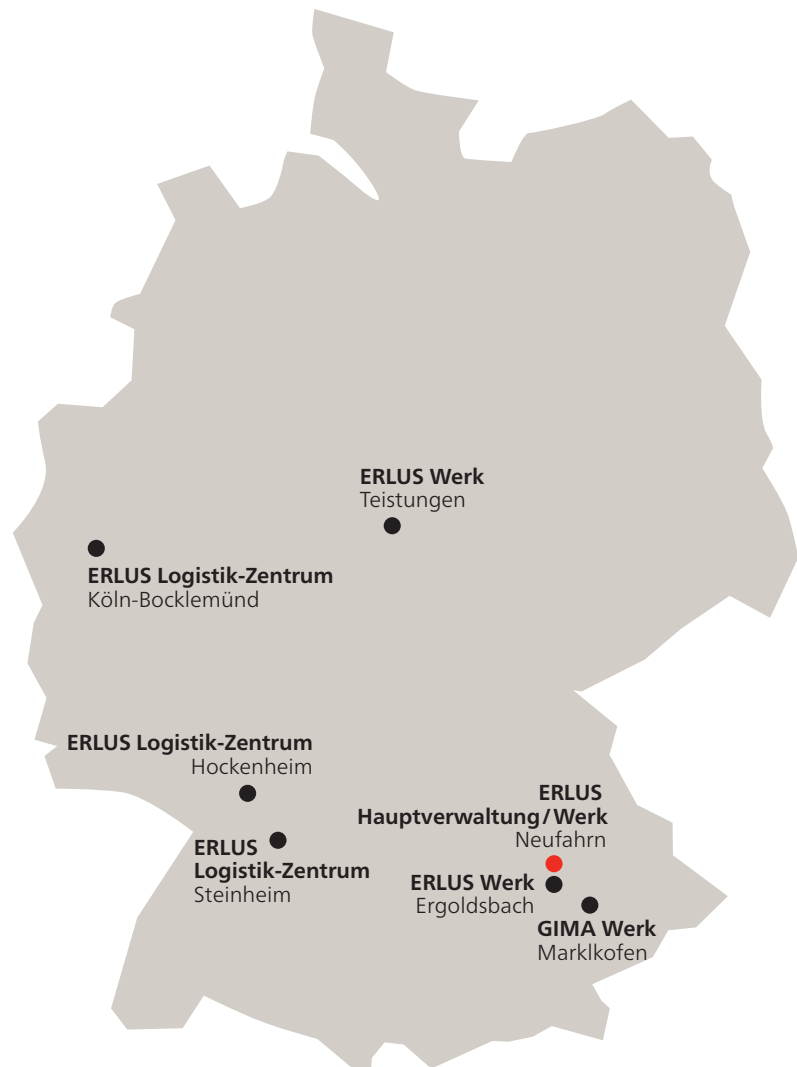 ERLUS Werk
Teistungen
ERLUS Logistik-Zentrum
Köln-Bocklemünd
ERLUS Logistik-Zentrum
Hockenheim
ERLUS
Logistik-Zentrum
Steinheim
ERLUS
Hauptverwaltung/Werk
Neufahrn
ERLUS Werk
Ergoldsbach
GIMA Werk
Marklkofen